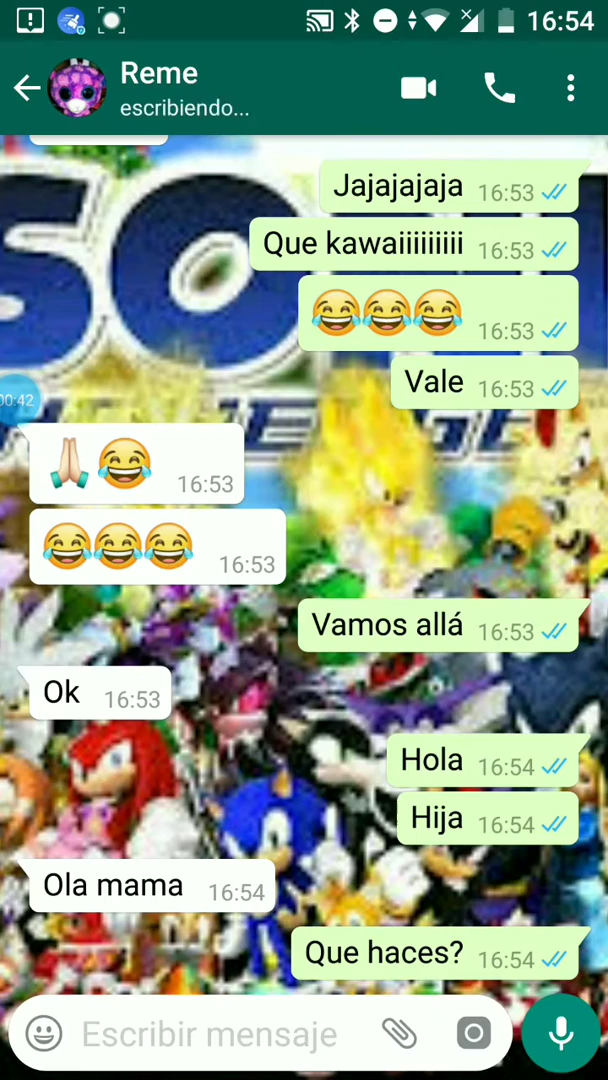 16:54
Reme
escribiendo...
Jajajajaja 16:53
Que kawaiiiiiiiii 16:53
😂😂😂 16:53
Vale 16:53
00:42
🙏🏻😂 16:53
😂😂😂 16:53
Vamos allá 16:53
Ok 16:53
Hola 16:54
Hija 16:54
Ola mama 16:54
Que haces? 16:54
Escribir mensaje